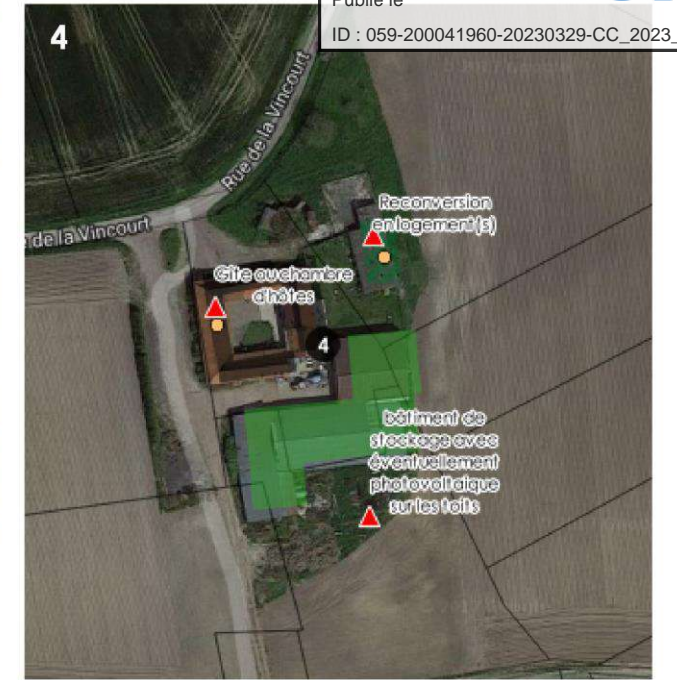 Publié le
ID : 059-200041960-20230329-CC_2023_
4
Rue de la Vincourt
de la Vincourt
Reconversion
en logement(s)
Gîte ou chambre
d'hôtes
4
bâtiment de
stockage avec
éventuellement
photovoltaïque
sur les toits